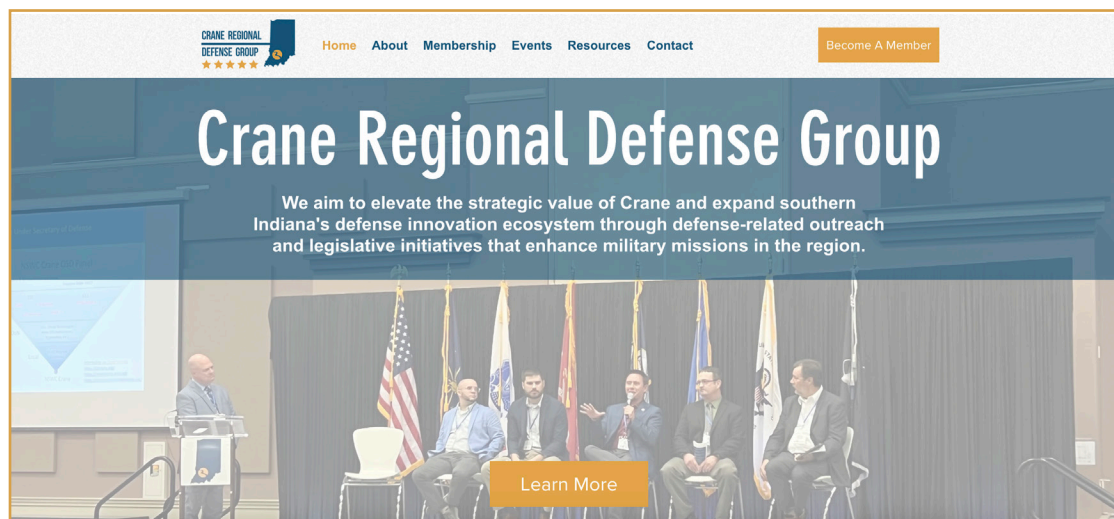 CRANE REGIONAL
DEFENSE GROUP
Home About Membership Events Resources Contact
Become A Member
Crane Regional Defense Group
We aim to elevate the strategic value of Crane and expand southern
Indiana's defense innovation ecosystem through defense-related outreach
and legislative initiatives that enhance military missions in the region.
Learn More